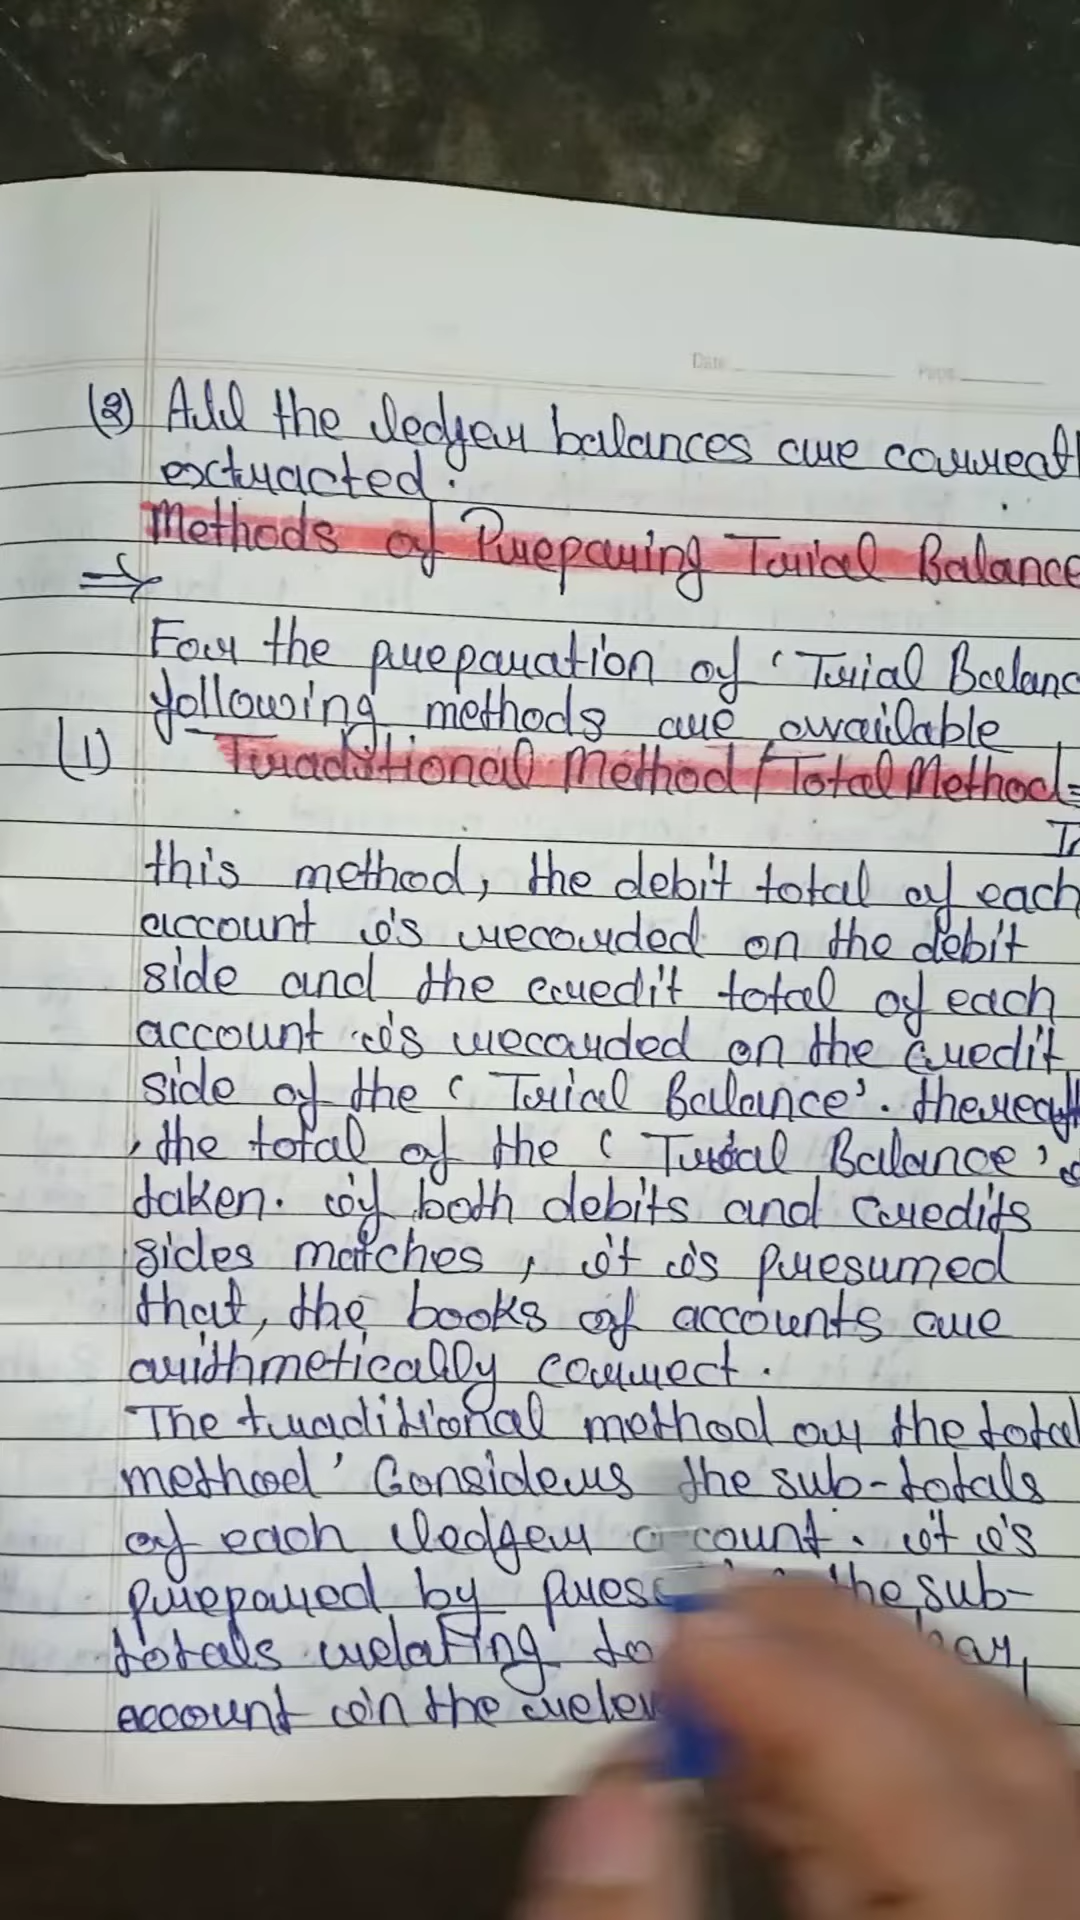 Date Page
(2) All the ledger balances are correctl
extracted.
Methods of Preparing Trial Balance
⇒
For the preparation of 'Trial Balanc
following methods are available
(1) Traditional Method/Total Method=
In
this method, the debit total of each
account is recorded on the debit
side and the credit total of each
account is recorded on the credit
side of the 'Trial Balance'. thereaft
, the total of the 'Trial Balance'
taken. if both debits and credits
sides matches, it is presumed
that, the books of accounts are
arithmetically correct.
The traditional method or the total
method' Considers the sub-totals
of each ledger account. it is
prepared by the sub-
totals relating to
account in the